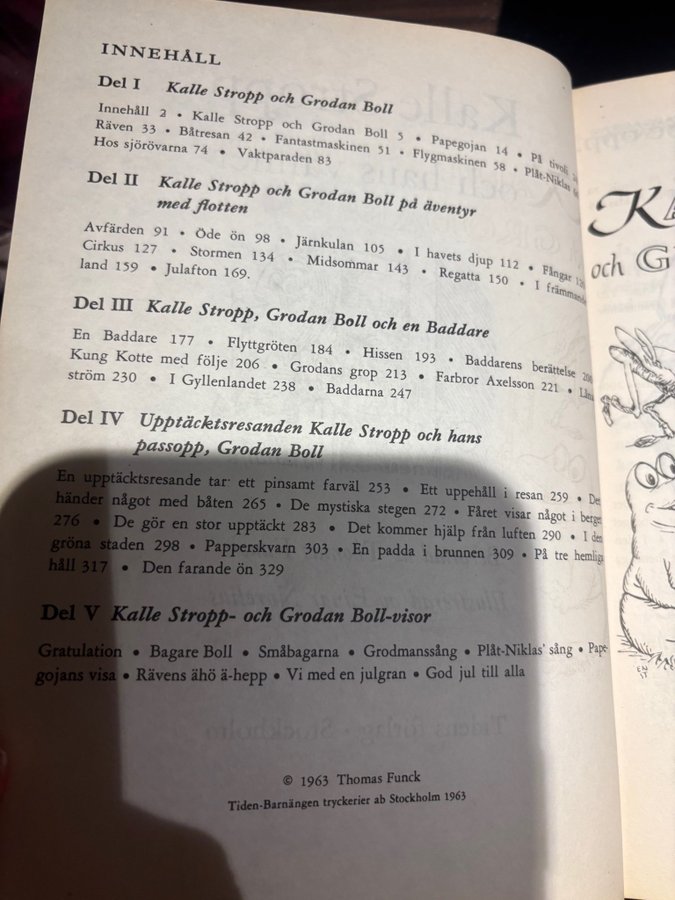 INNEHÅLL
Del I Kalle Stropp och Grodan Boll
Innehåll 2 • Kalle Stropp och Grodan Boll 5 • Papegojan 14 • På tivoli
Räven 33 • Båtresan 42 • Fantastmaskinen 51 • Flygmaskinen 58 • Plåt-Niklas
Hos sjörövarna 74 • Vaktparaden 83
Del II Kalle Stropp och Grodan Boll på äventyr
med flotten
Avfärden 91 • Öde ön 98 • Järnkulan 105 • I havets djup 112 • Fångar
Cirkus 127 • Stormen 134 • Midsommar 143 • Regatta 150 • I främmande
land 159 • Julafton 169.
Del III Kalle Stropp, Grodan Boll och en Baddare
En Baddare 177 • Flyttgröten 184 • Hissen 193 • Baddarens berättelse
Kung Kotte med följe 206 • Grodans grop 213 • Farbror Axelsson 221 •
ström 230 • I Gyllenlandet 238 • Baddarna 247
Del IV Upptäcktsresanden Kalle Stropp och hans
passopp, Grodan Boll
En upptäcktsresande tar ett pinsamt farväl 253 • Ett uppehåll i resan 259 • Det
händer något med båten 265 • De mystiska stegen 272 • Fåret visar något i berget
276 • De gör en stor upptäckt 283 • Det kommer hjälp från luften 290 • I den
gröna staden 298 • Papperskvarn 303 • En padda i brunnen 309 • På tre hemliga
håll 317 • Den farande ön 329
Del V Kalle Stropp- och Grodan Boll-visor
Gratulation • Bagare Boll • Småbagarna • Grodmanssång • Plåt-Niklas' sång • Pape-
gojans visa • Rävens ähö ä-hepp • Vi med en julgran • God jul till alla
© 1963 Thomas Funck
Tiden-Barnängen tryckerier ab Stockholm 1963
och